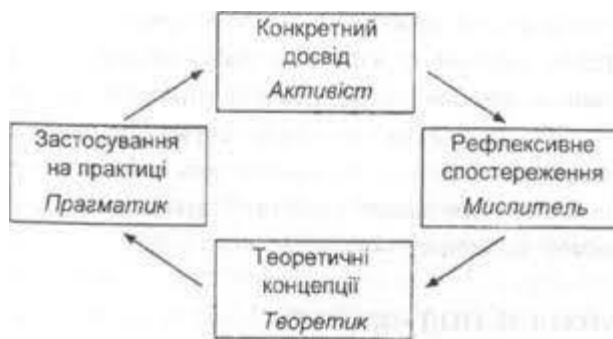 Конкретний
досвід
Активіст
Застосування
на практиці
Прагматик
Рефлексивне
спостереження
Мислитель
Теоретичні
концепції
Теоретик